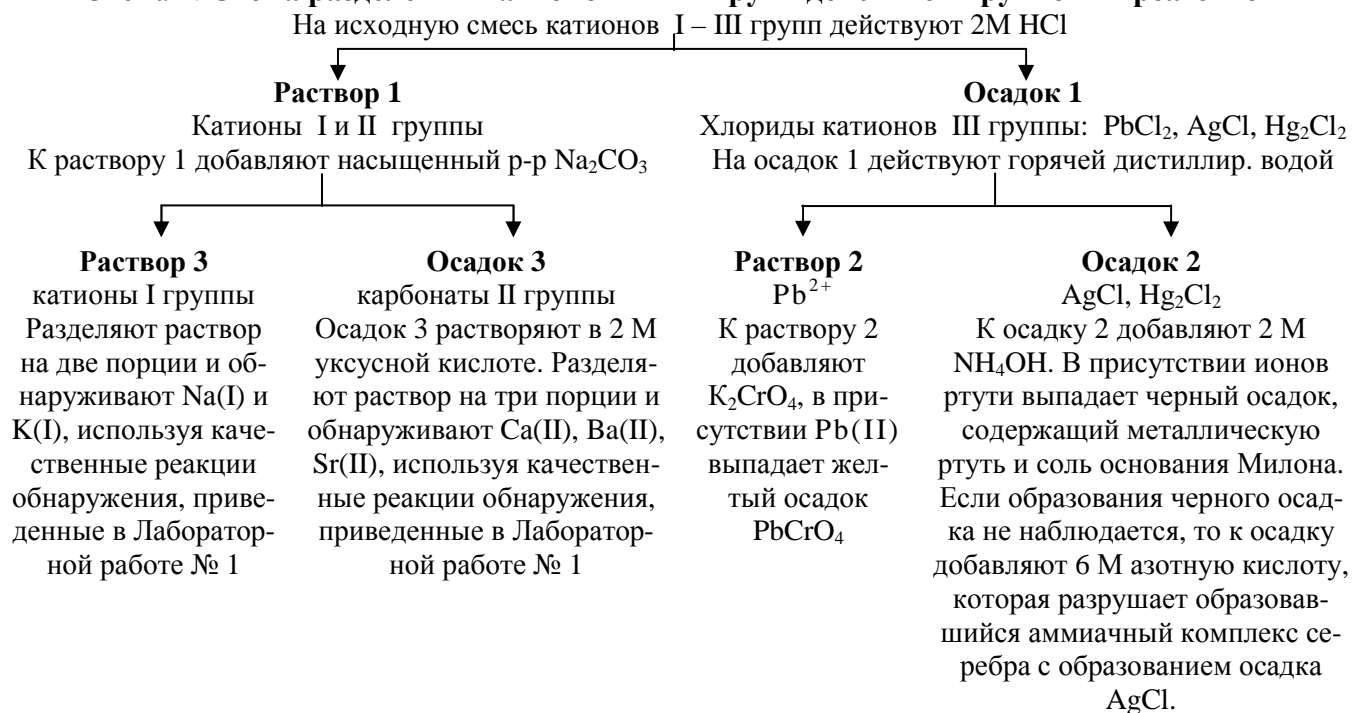 На исходную смесь катионов I – III групп действуют 2М HCl
Раствор 1
Катионы I и II группы
К раствору 1 добавляют насыщенный р-р Na₂CO₃
Осадок 1
Хлориды катионов III группы: PbCl₂, AgCl, Hg₂Cl₂
На осадок 1 действуют горячей дистиллир. водой
Раствор 3
катионы I группы
Разделяют раствор
на две порции и об-
наруживают Na(I) и
K(I), используя каче-
ственные реакции
обнаружения, приве-
денные в Лаборатор-
ной работе № 1
Осадок 3
карбонаты II группы
Осадок 3 растворяют в 2 М
уксусной кислоте. Разделя-
ют раствор на три порции и
обнаруживают Ca(II), Ba(II),
Sr(II), используя качествен-
ные реакции обнаружения,
приведенные в Лаборатор-
ной работе № 1
Раствор 2
Pb²⁺
К раствору 2
добавляют
K₂CrO₄, в при-
сутствии Pb(II)
выпадает жел-
тый осадок
PbCrO₄
Осадок 2
AgCl, Hg₂Cl₂
К осадку 2 добавляют 2 М
NH₄OH. В присутствии ионов
ртути выпадает черный осадок,
содержащий металлическую
ртуть и соль основания Милона.
Если образования черного осад-
ка не наблюдается, то к осадку
добавляют 6 М азотную кислоту,
которая разрушает образовав-
шийся аммиачный комплекс се-
ребра с образованием осадка
AgCl.